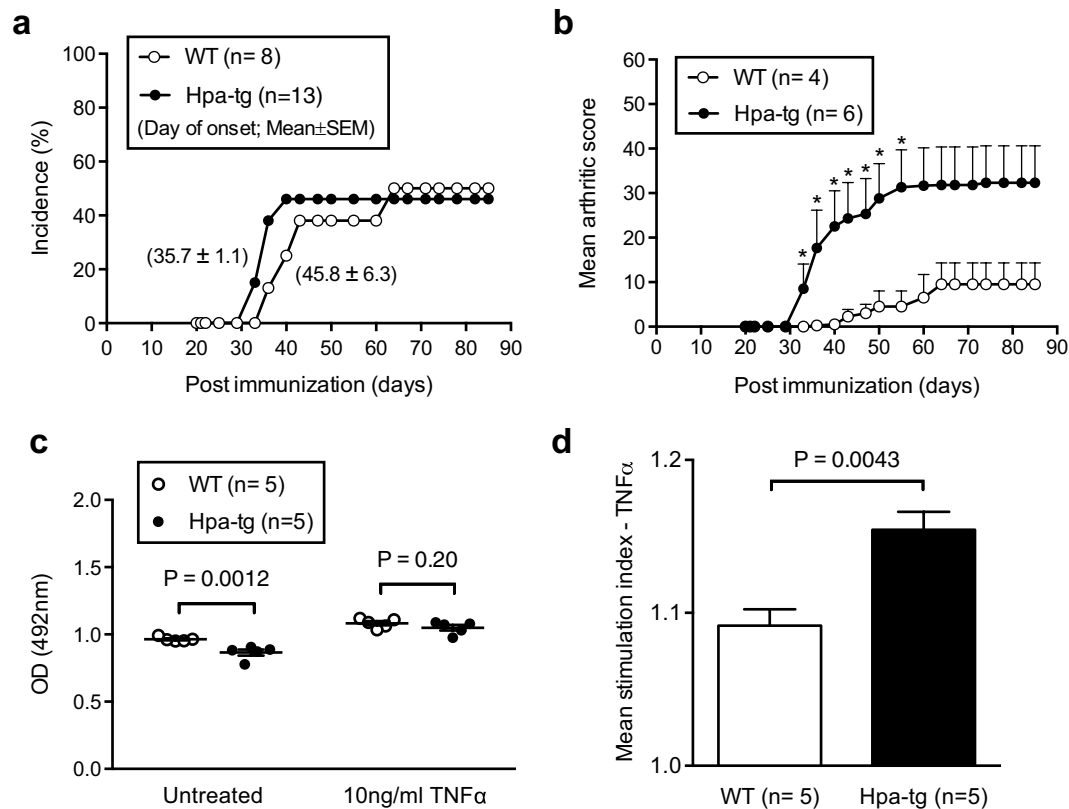 a
WT (n= 8)
Hpa-tg (n=13)
(Day of onset; Mean±SEM)
Incidence (%)
100
80
60
40
20
0
(35.7 ± 1.1)
(45.8 ± 6.3)
0 10 20 30 40 50 60 70 80 90
Post immunization (days)
b
WT (n= 4)
Hpa-tg (n= 6)
Mean arthritic score
60
50
40
30
20
10
0
* * * * * * *
0 10 20 30 40 50 60 70 80 90
Post immunization (days)
c
WT (n= 5)
Hpa-tg (n=5)
OD (492nm)
2.0
1.5
1.0
0.5
0.0
P = 0.0012
P = 0.20
Untreated 10ng/ml TNFα
d
Mean stimulation index - TNFα
1.2
1.1
1.0
P = 0.0043
WT (n= 5) Hpa-tg (n=5)